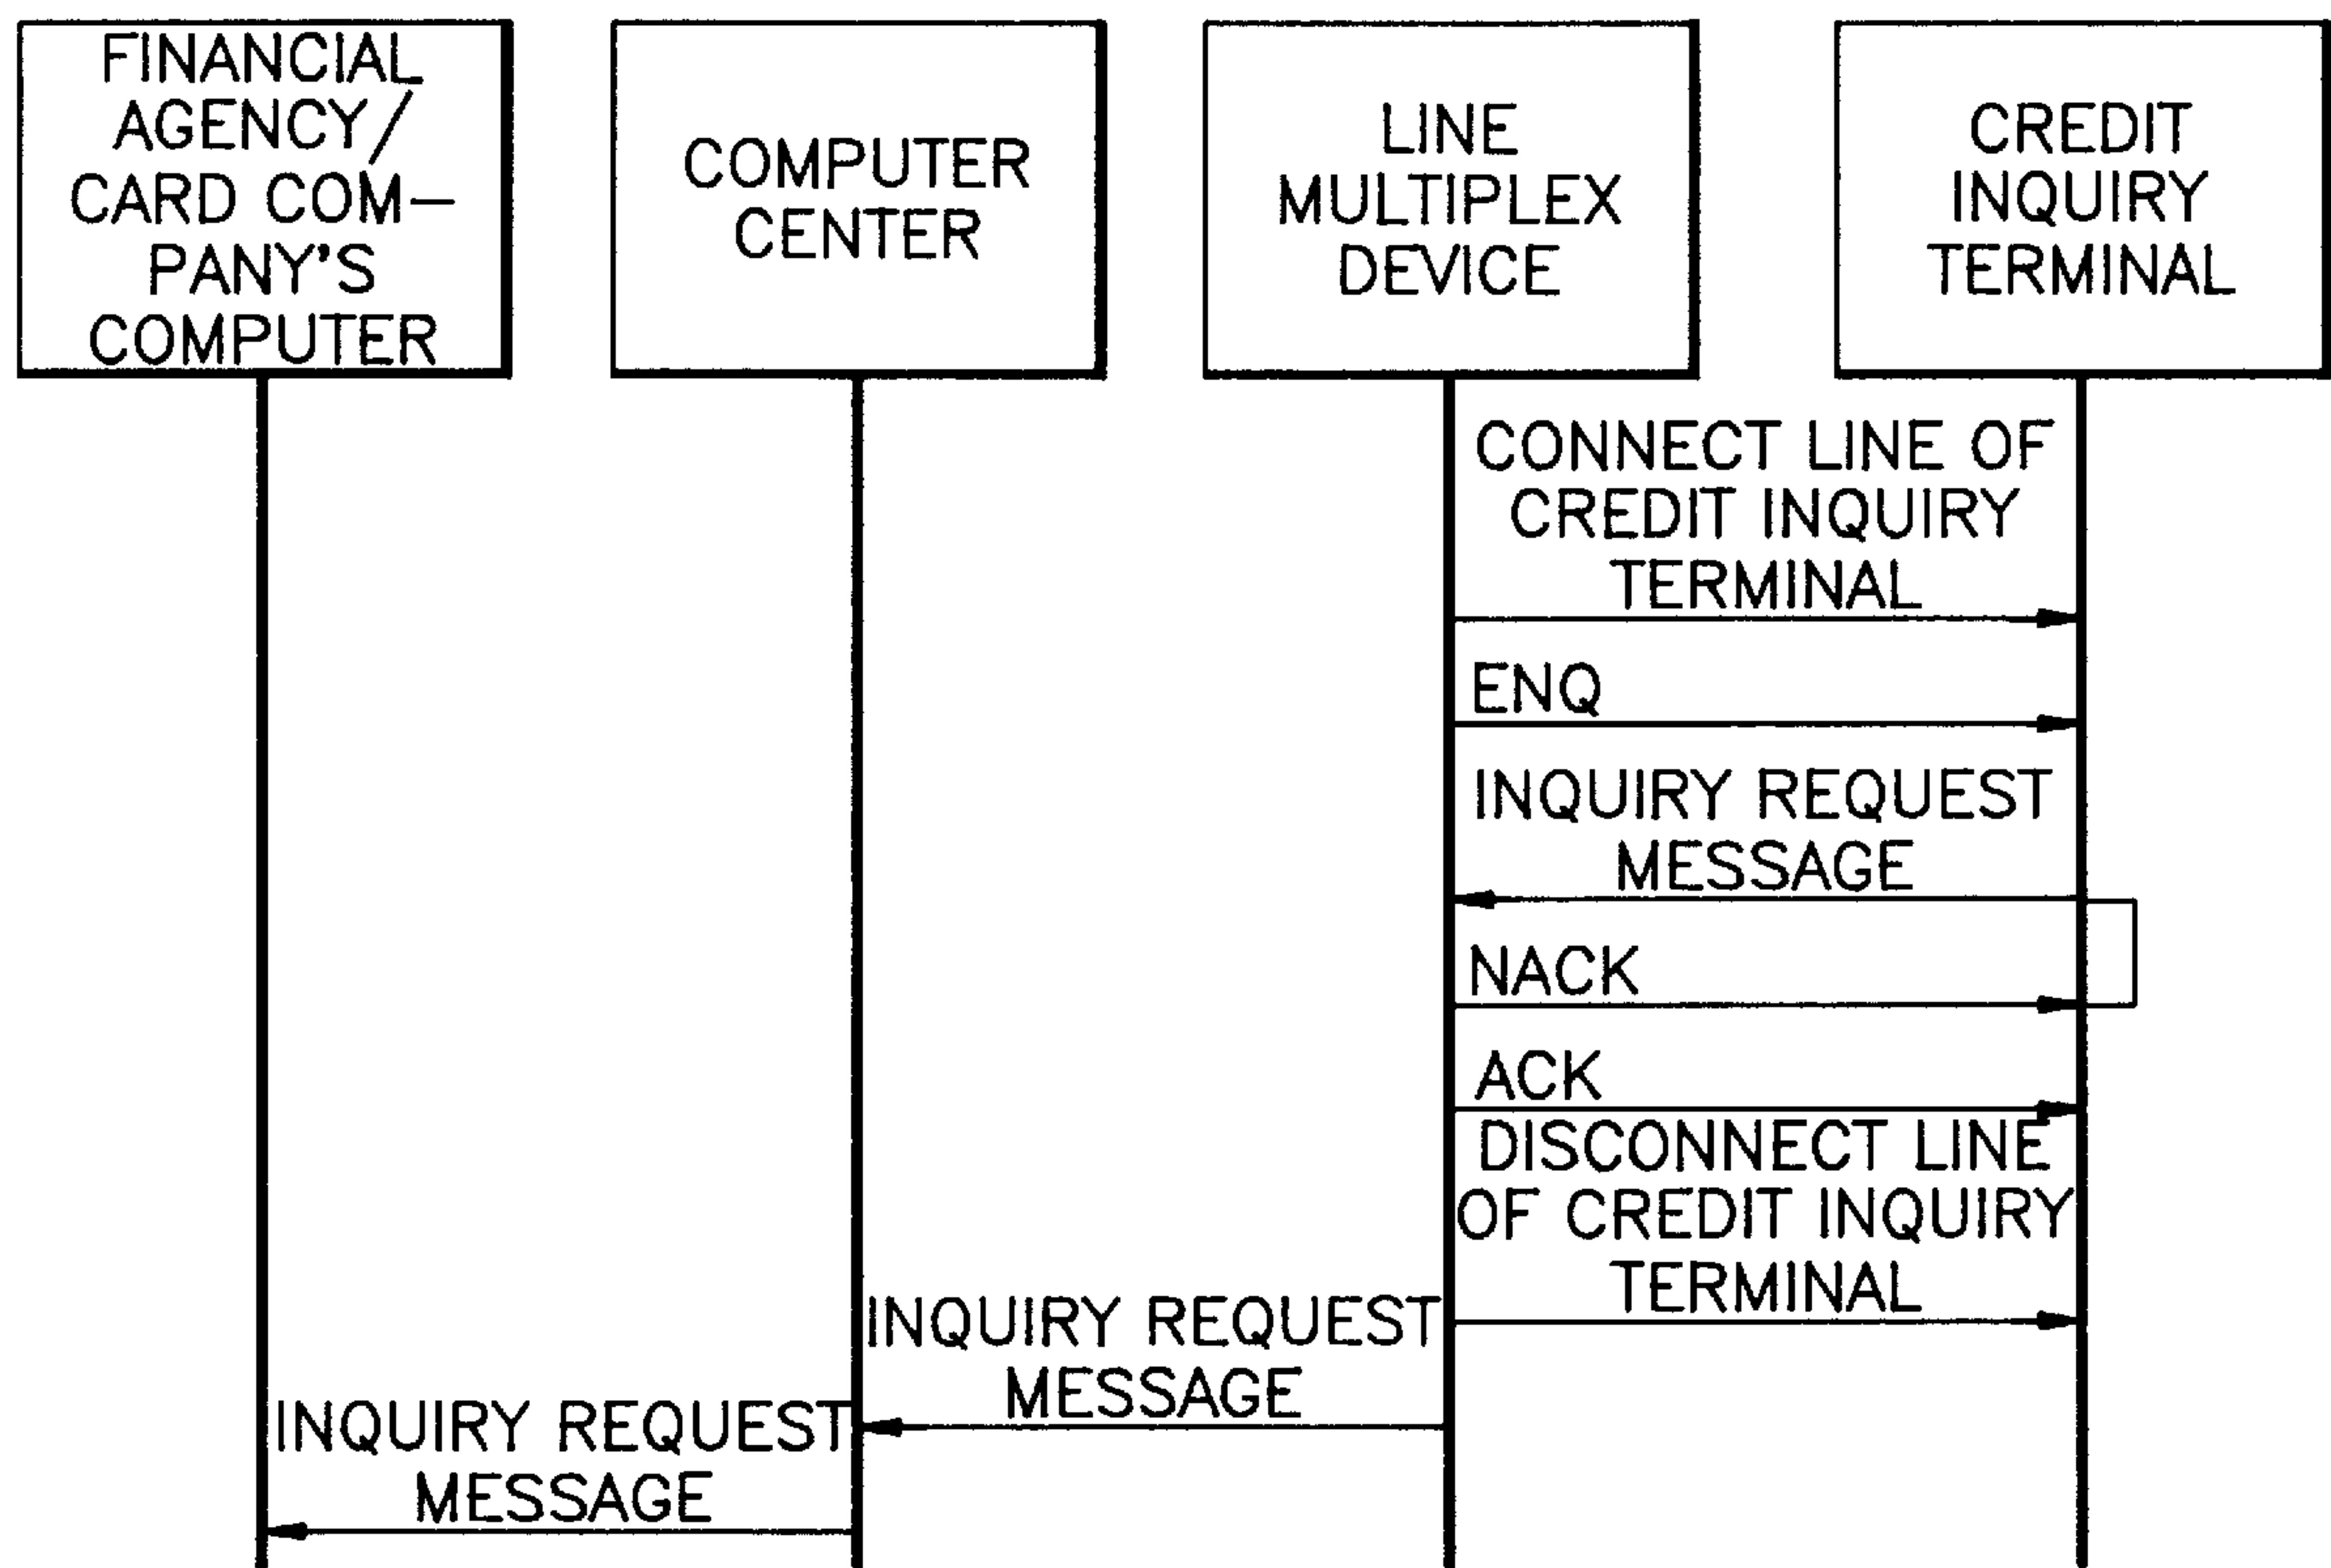 FINANCIAL
AGENCY/
CARD COM-
PANY'S
COMPUTER
COMPUTER
CENTER
LINE
MULTIPLEX
DEVICE
CREDIT
INQUIRY
TERMINAL
CONNECT LINE OF
CREDIT INQUIRY
TERMINAL
ENQ
INQUIRY REQUEST
MESSAGE
NACK
ACK
DISCONNECT LINE
OF CREDIT INQUIRY
TERMINAL
INQUIRY REQUEST
MESSAGE
INQUIRY REQUEST
MESSAGE